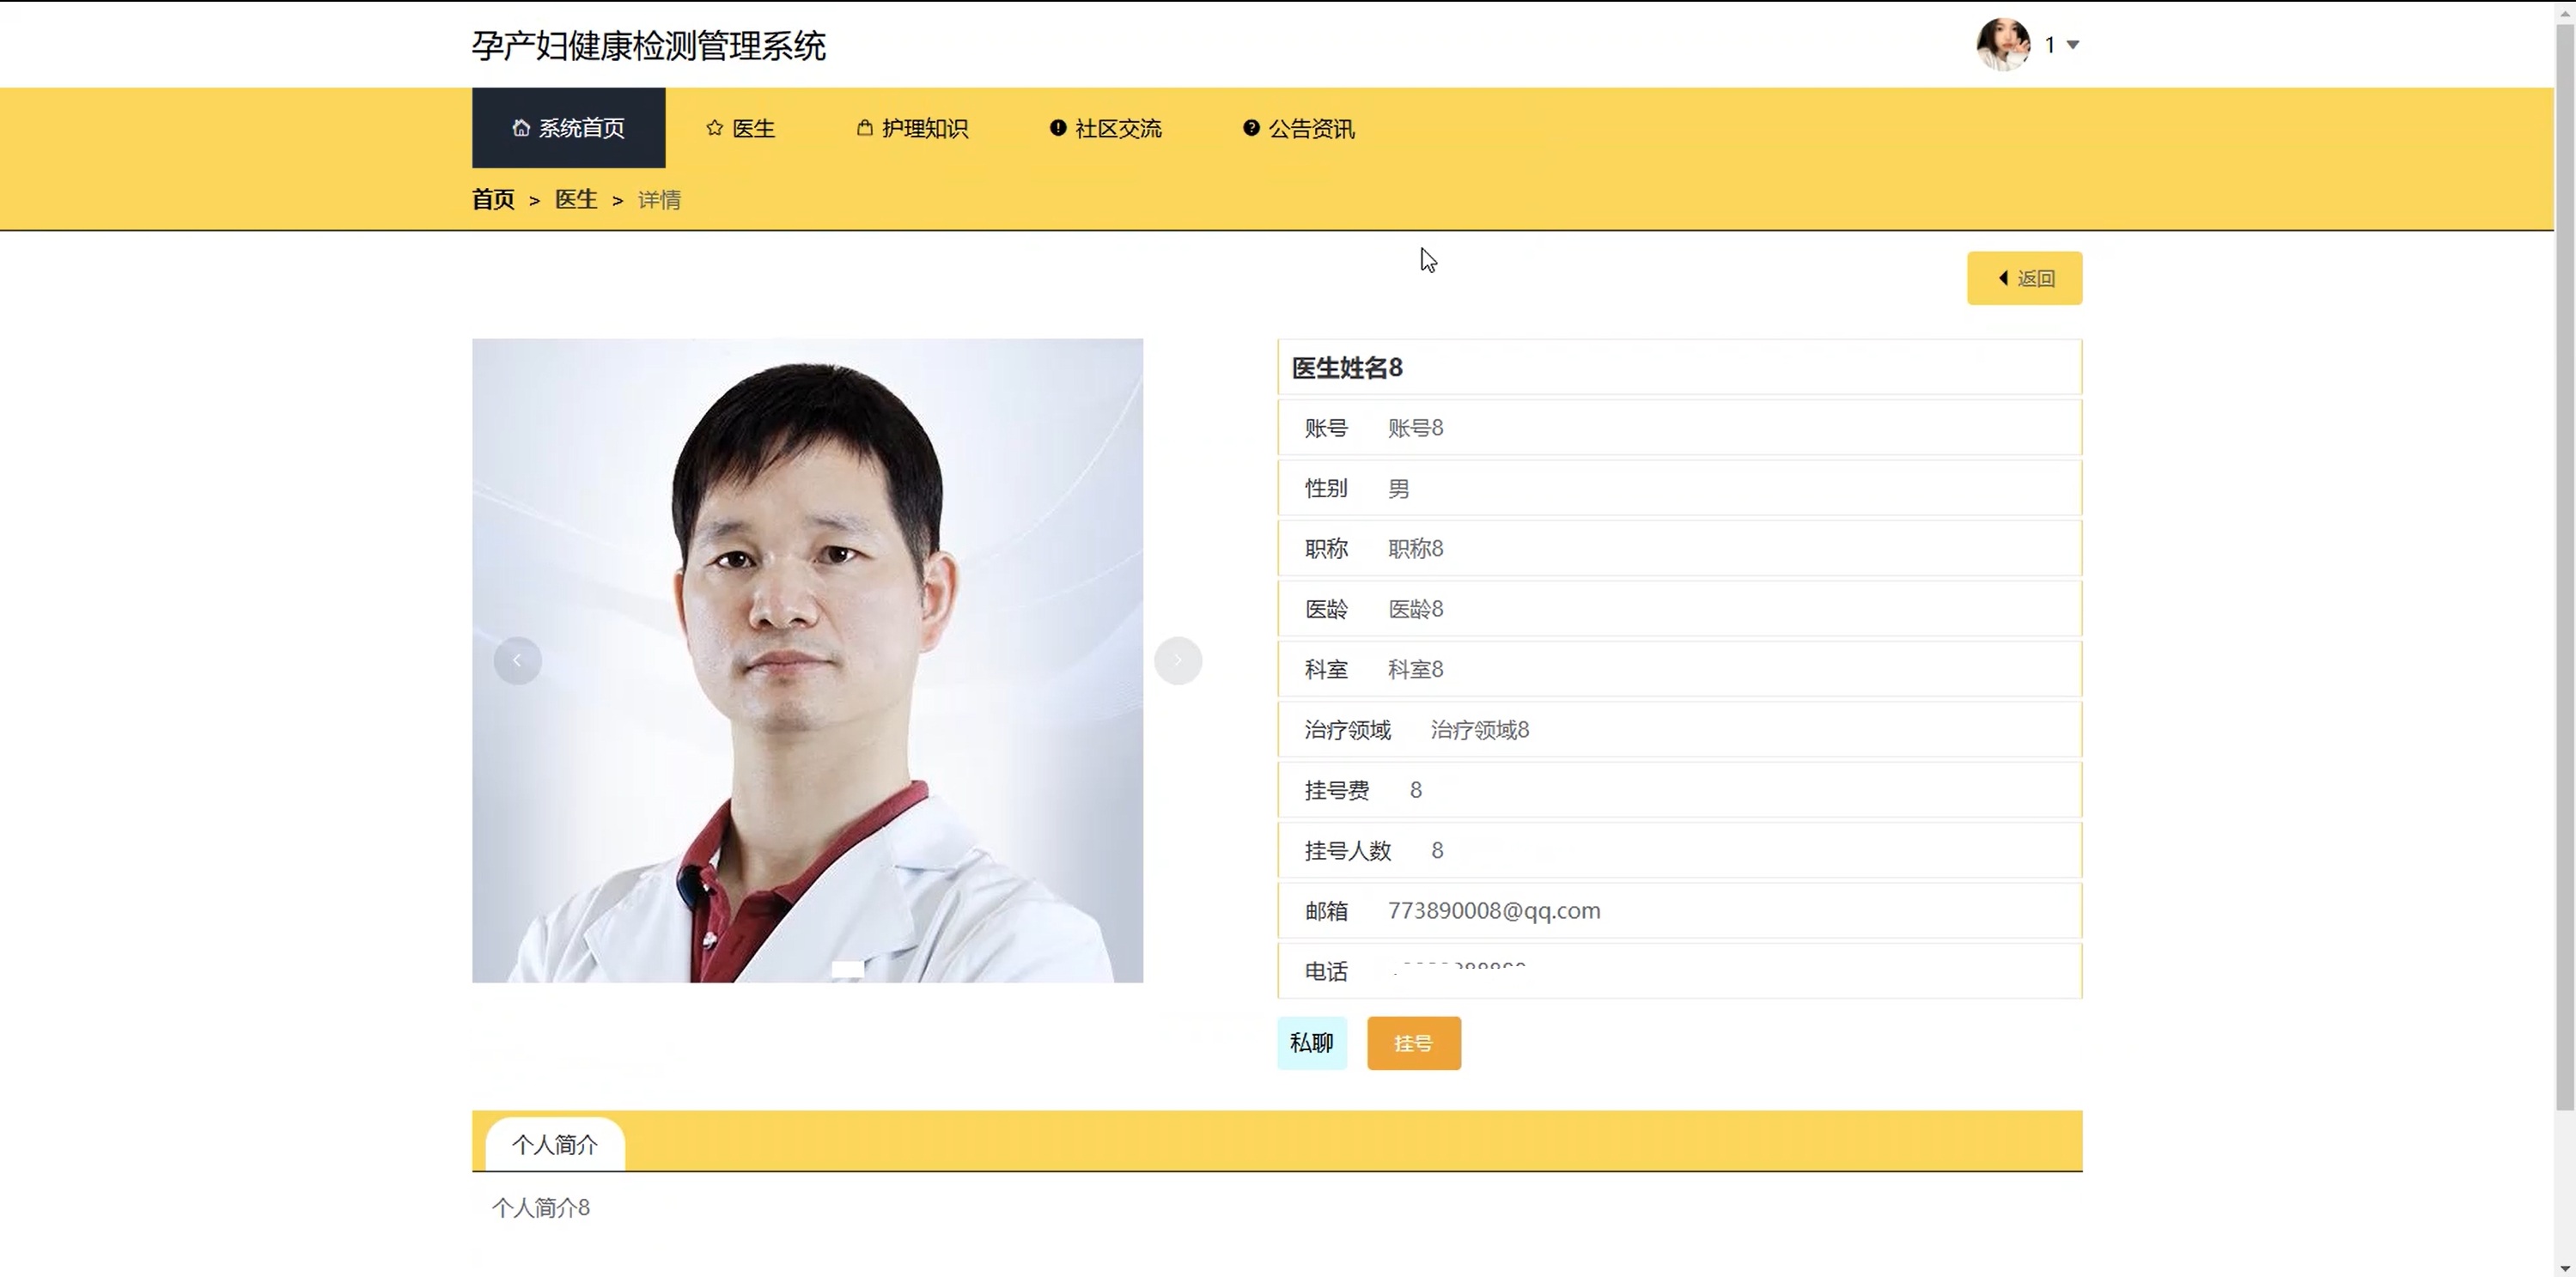 孕产妇健康检测管理系统
1
系统首页 医生 护理知识 社区交流 公告资讯
首页 > 医生 > 详情
返回
医生姓名8
账号 账号8
性别 男
职称 职称8
医龄 医龄8
科室 科室8
治疗领域 治疗领域8
挂号费 8
挂号人数 8
邮箱 773890008@qq.com
电话
私聊 挂号
个人简介
个人简介8